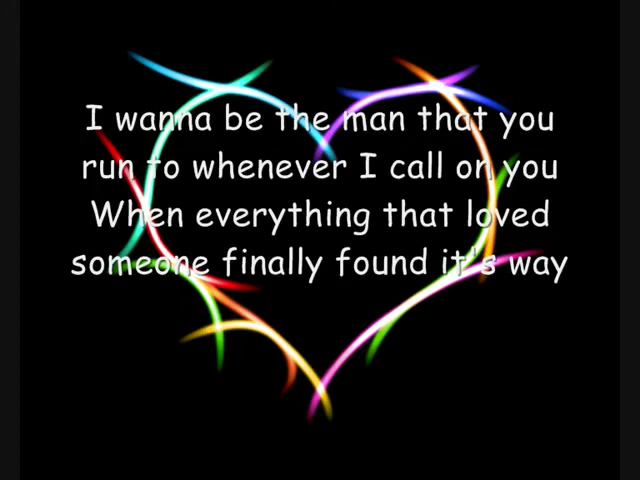 I wanna be the man that you
run to whenever I call on you
When everything that loved
someone finally found it's way